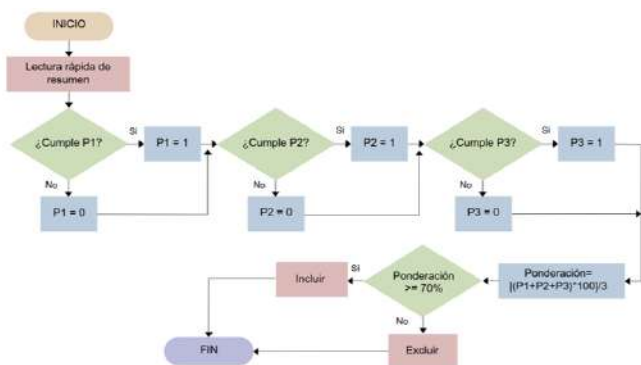 INICIO
Lectura rápida de
resumen
¿Cumple P1?
Si
P1 = 1
¿Cumple P2?
Si
P2 = 1
¿Cumple P3?
Si
P3 = 1
No
P1 = 0
No
P2 = 0
No
P3 = 0
Incluir
Si
Ponderación
>= 70%
Ponderación=
[(P1+P2+P3)*100]/3
No
FIN
Excluir